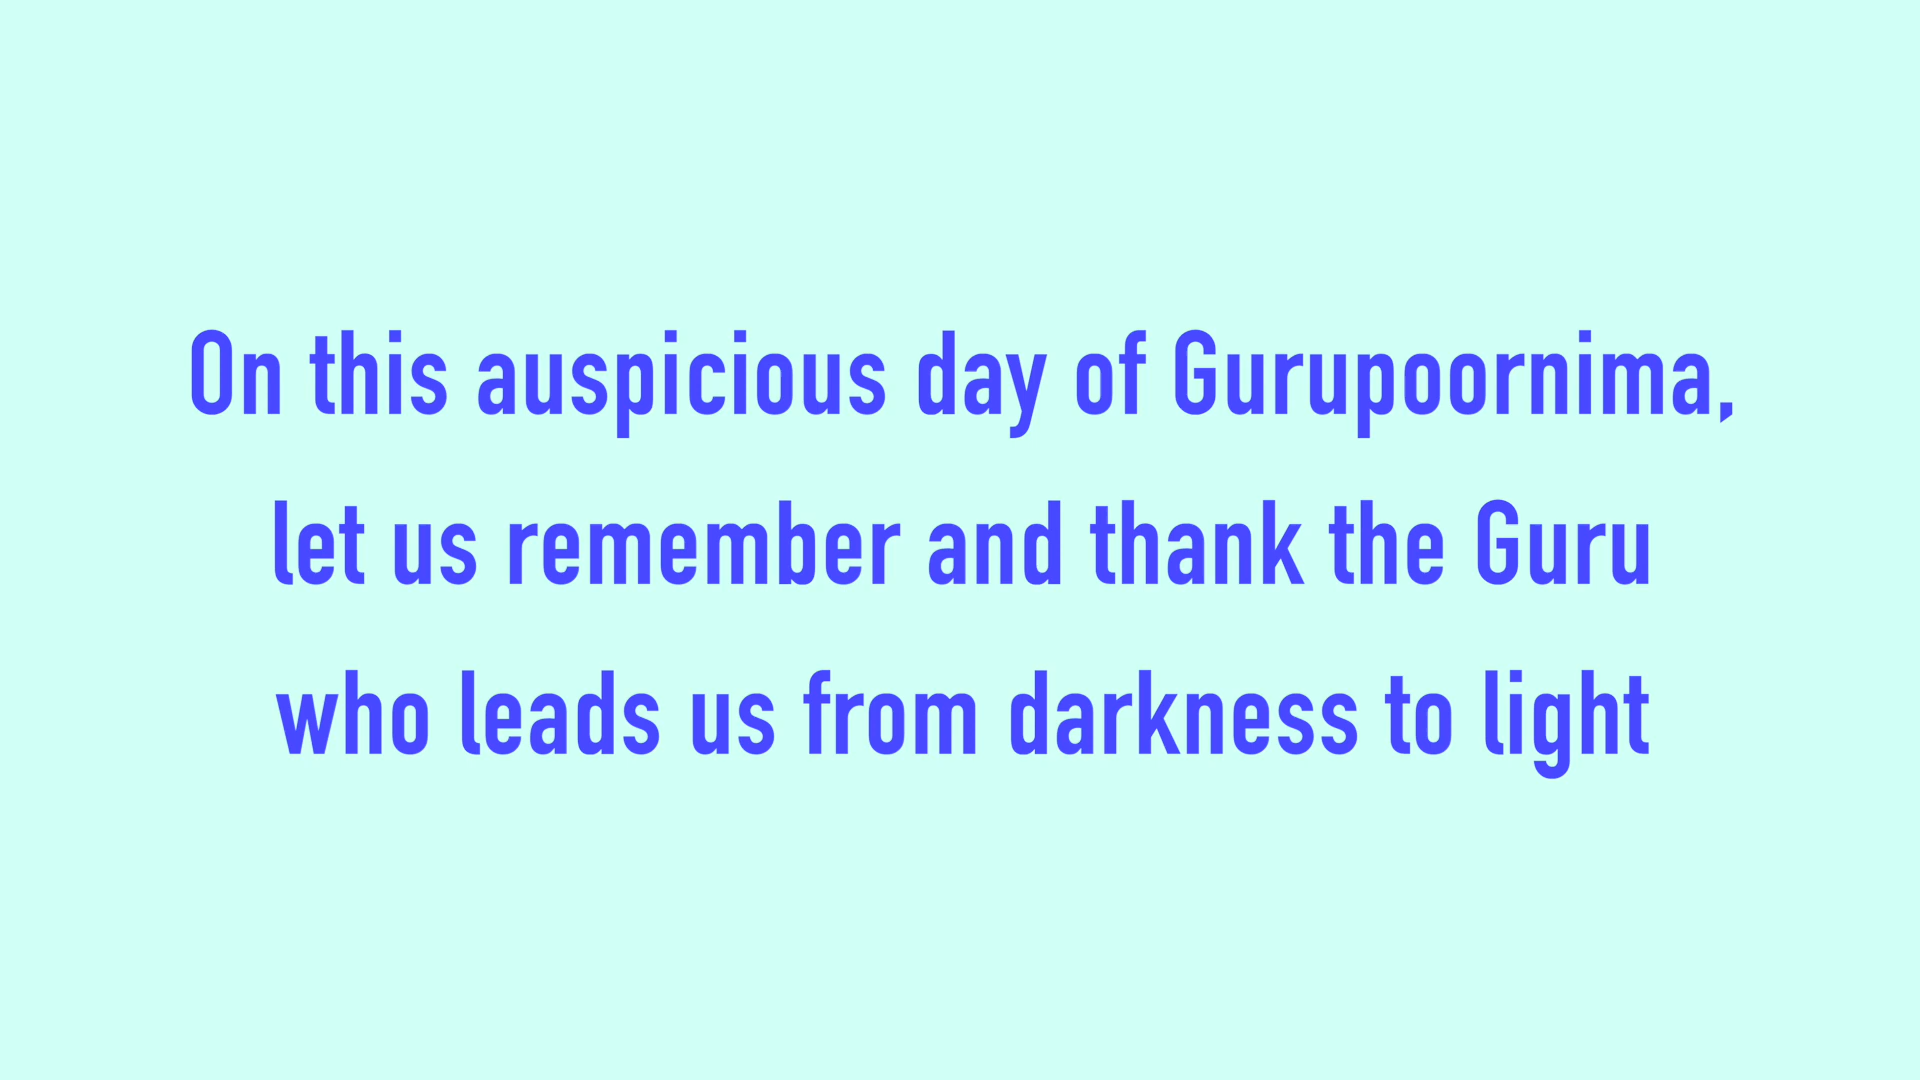 On this auspicious day of Gurupoornima,
let us remember and thank the Guru
who leads us from darkness to light